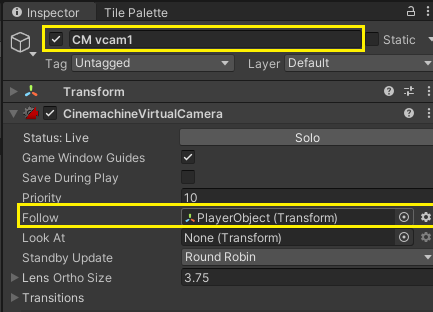 Inspector Tile Palette
CM vcam1 Static
Tag Untagged Layer Default
Transform
CinemachineVirtualCamera
Status: Live Solo
Game Window Guides
Save During Play
Priority 10
Follow PlayerObject (Transform)
Look At None (Transform)
Standby Update Round Robin
Lens Ortho Size 3.75
Transitions